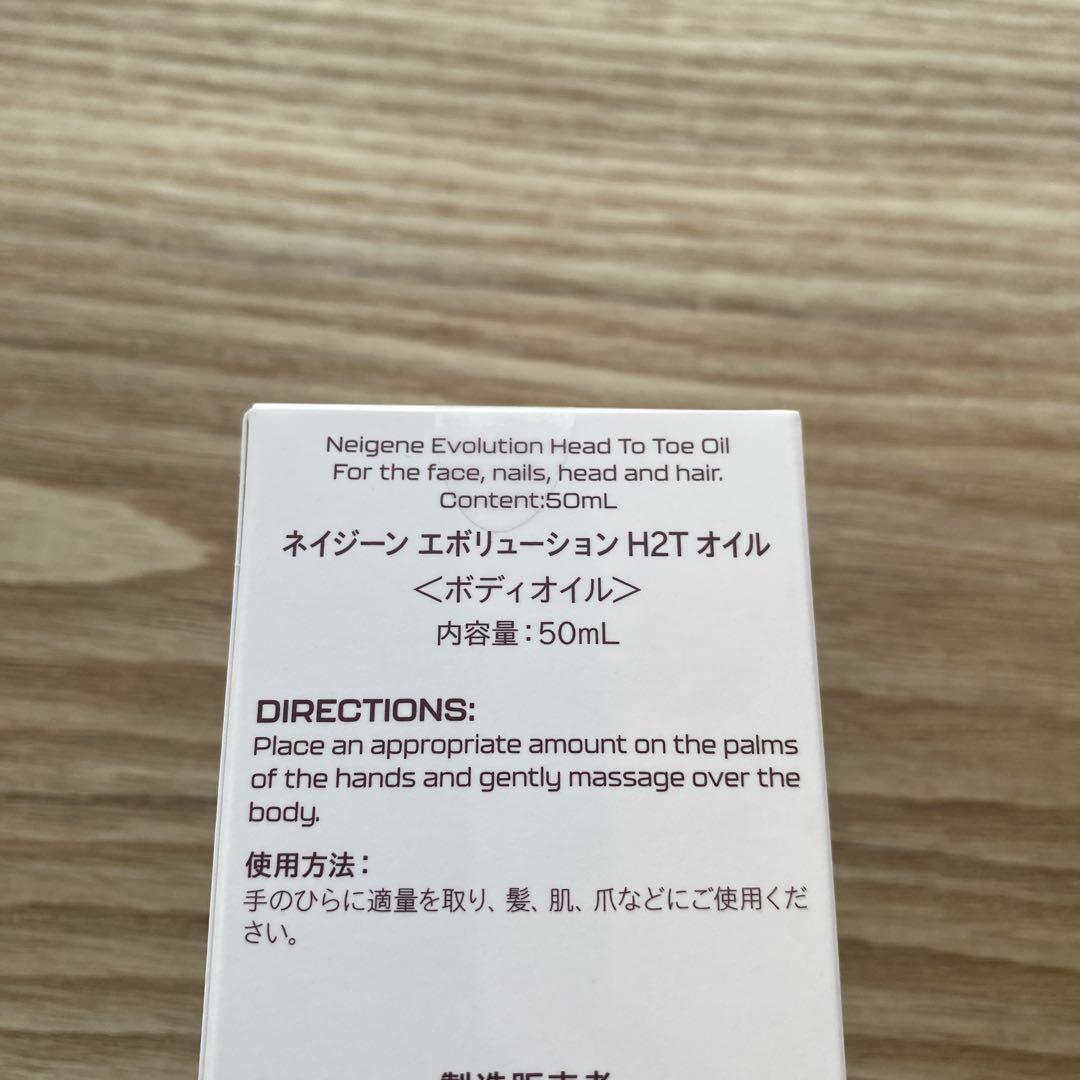 Neigene Evolution Head To Toe Oil
For the face, nails, head and hair.
Content:50mL
ネイジーン エボリューション H2T オイル
＜ボディオイル＞
内容量：50mL
DIRECTIONS:
Place an appropriate amount on the palms
of the hands and gently massage over the
body.
使用方法：
手のひらに適量を取り、髪、肌、爪などにご使用くだ
さい。